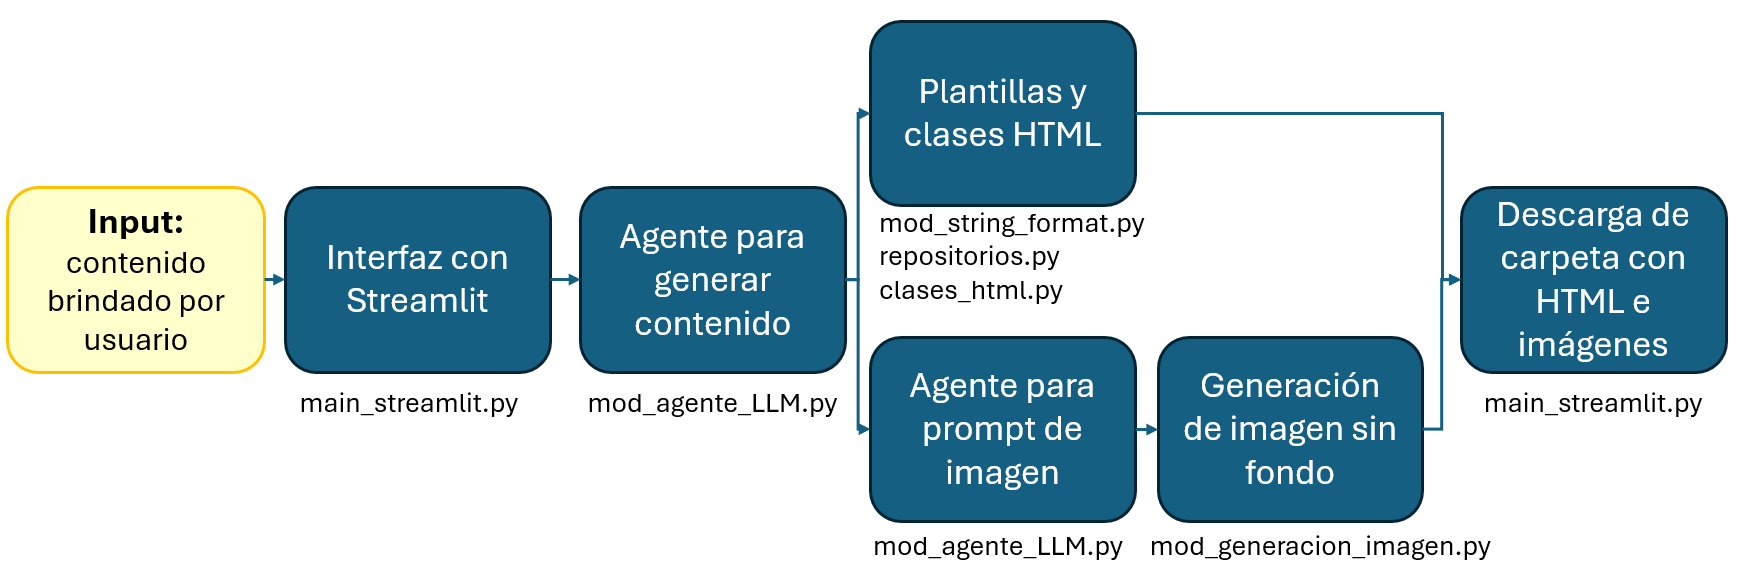 Input:
contenido
brindado por
usuario
Interfaz con
Streamlit
main_streamlit.py
Agente para
generar
contenido
mod_agente_LLM.py
Plantillas y
clases HTML
mod_string_format.py
repositorios.py
clases_html.py
Agente para
prompt de
imagen
mod_agente_LLM.py
Generación
de imagen sin
fondo
mod_generacion_imagen.py
Descarga de
carpeta con
HTML e
imágenes
main_streamlit.py